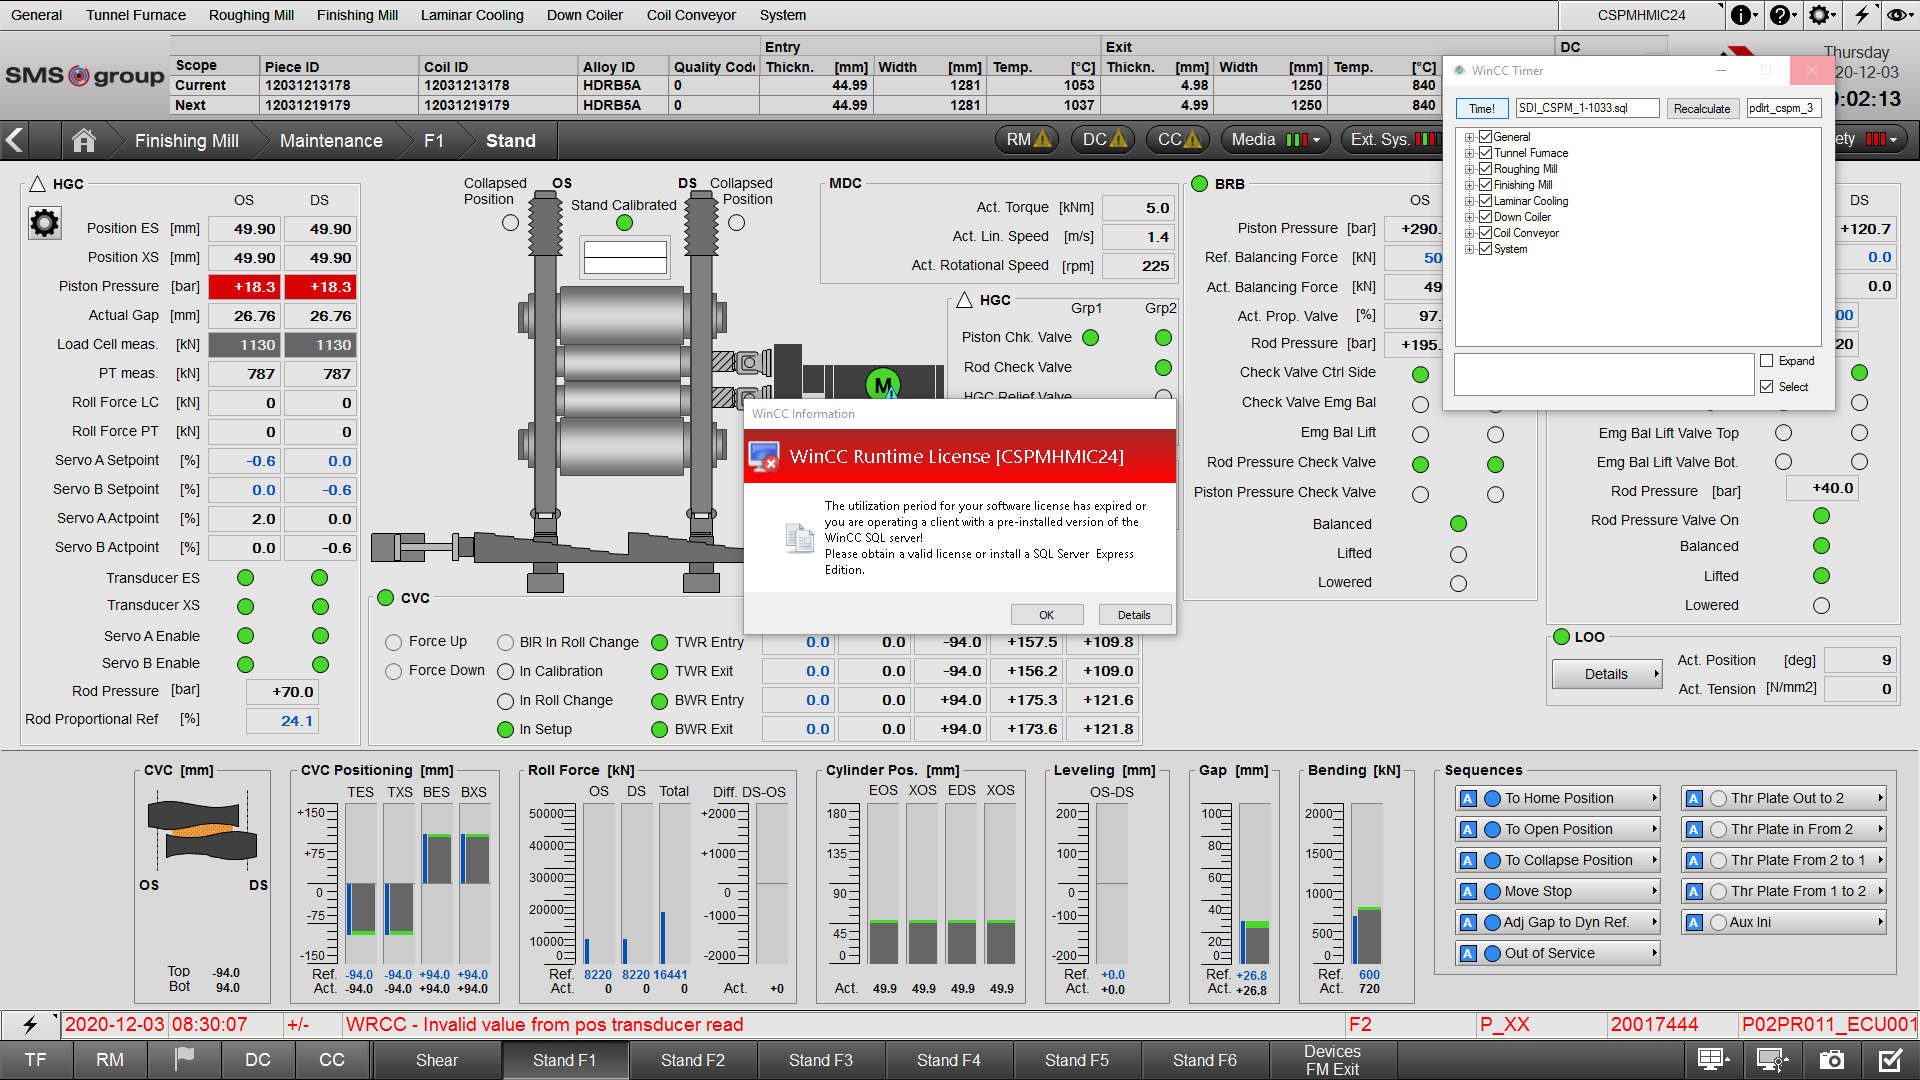 General Tunnel Furnace Roughing Mill Finishing Mill Laminar Cooling Down Coiler Coil Conveyor System CSPMHMIC24
SMS group
Entry Exit DC
Scope Piece ID Coil ID Alloy ID Quality Code Thickn. [mm] Width [mm] Temp. [°C] Thickn. [mm] Width [mm] Temp. [°C]
Current 12031213178 12031213178 HDRB5A 0 44.99 1281 1053 4.98 1250 840
Next 12031219179 12031219179 HDRB5A 0 44.99 1281 1037 4.99 1250 840
Thursday
20-12-03
:02:13
Finishing Mill Maintenance F1 Stand RM DC CC Media Ext. Sys. ety
WinCC Timer
Time! SDI_CSPM_1-1033.sql Recalculate pdlrt_cspm_3
General
Tunnel Furnace
Roughing Mill
Finishing Mill
Laminar Cooling
Down Coiler
Coil Conveyor
System
Expand
Select
HGC
OS DS
Position ES [mm] 49.90 49.90
Position XS [mm] 49.90 49.90
Piston Pressure [bar] +18.3 +18.3
Actual Gap [mm] 26.76 26.76
Load Cell meas. [kN] 1130 1130
PT meas. [kN] 787 787
Roll Force LC [kN] 0 0
Roll Force PT [kN] 0 0
Servo A Setpoint [%] -0.6 0.0
Servo B Setpoint [%] 0.0 -0.6
Servo A Actpoint [%] 2.0 0.0
Servo B Actpoint [%] 0.0 -0.6
Transducer ES
Transducer XS
Servo A Enable
Servo B Enable
Rod Pressure [bar] +70.0
Rod Proportional Ref [%] 24.1
Collapsed Position OS DS Collapsed Position
Stand Calibrated
M
MDC
Act. Torque [kNm] 5.0
Act. Lin. Speed [m/s] 1.4
Act. Rotational Speed [rpm] 225
HGC
Grp1 Grp2
Piston Chk. Valve
Rod Check Valve
HGC Relief Valve
WinCC Information
WinCC Runtime License [CSPMHMIC24]
The utilization period for your software license has expired or
you are operating a client with a pre-installed version of the
WinCC SQL server!
Please obtain a valid license or install a SQL Server Express
Edition.
OK Details
BRB
OS DS
Piston Pressure [bar] +290. +120.7
Ref. Balancing Force [kN] 50 0.0
Act. Balancing Force [kN] 49 0.0
Act. Prop. Valve [%] 97. 00
Rod Pressure [bar] +195. 20
Check Valve Ctrl Side
Check Valve Emg Bal
Emg Bal Lift
Rod Pressure Check Valve
Piston Pressure Check Valve
Balanced
Lifted
Lowered
Emg Bal Lift Valve Top
Emg Bal Lift Valve Bot.
Rod Pressure [bar] +40.0
Rod Pressure Valve On
Balanced
Lifted
Lowered
CVC
Force Up BIR In Roll Change TWR Entry 0.0 0.0 -94.0 +157.5 +109.8
Force Down In Calibration TWR Exit 0.0 0.0 -94.0 +156.2 +109.0
In Roll Change BWR Entry 0.0 0.0 +94.0 +175.3 +121.6
In Setup BWR Exit 0.0 0.0 +94.0 +173.6 +121.8
LOO
Details
Act. Position [deg] 9
Act. Tension [N/mm2] 0
CVC [mm]
OS DS
Top -94.0
Bot 94.0
CVC Positioning [mm]
TES TXS BES BXS
+150
+75
0
-75
-150
Ref. -94.0 -94.0 +94.0 +94.0
Act. -94.0 -94.0 +94.0 +94.0
Roll Force [kN]
OS DS Total Diff. DS-OS
50000
40000
30000
20000
10000
0
+2000
+1000
0
-1000
-2000
Ref. 8220 8220 16441
Act. 0 0 0 Act. +0
Cylinder Pos. [mm]
EOS XOS EDS XOS
180
135
90
45
0
Act. 49.9 49.9 49.9 49.9
Leveling [mm]
OS-DS
200
100
0
-100
-200
Ref. +0.0
Act. +0.0
Gap [mm]
100
80
60
40
20
0
Ref. +26.8
Act. +26.8
Bending [kN]
2000
1500
1000
500
0
Ref. 600
Act. 720
Sequences
A To Home Position A Thr Plate Out to 2
A To Open Position A Thr Plate in From 2
A To Collapse Position A Thr Plate From 2 to 1
A Move Stop A Thr Plate From 1 to 2
A Adj Gap to Dyn Ref. A Aux Ini
A Out of Service
2020-12-03 08:30:07 +/- WRCC - Invalid value from pos transducer read F2 P_XX 20017444 P02PR011_ECU001
TF RM DC CC Shear Stand F1 Stand F2 Stand F3 Stand F4 Stand F5 Stand F6 Devices FM Exit